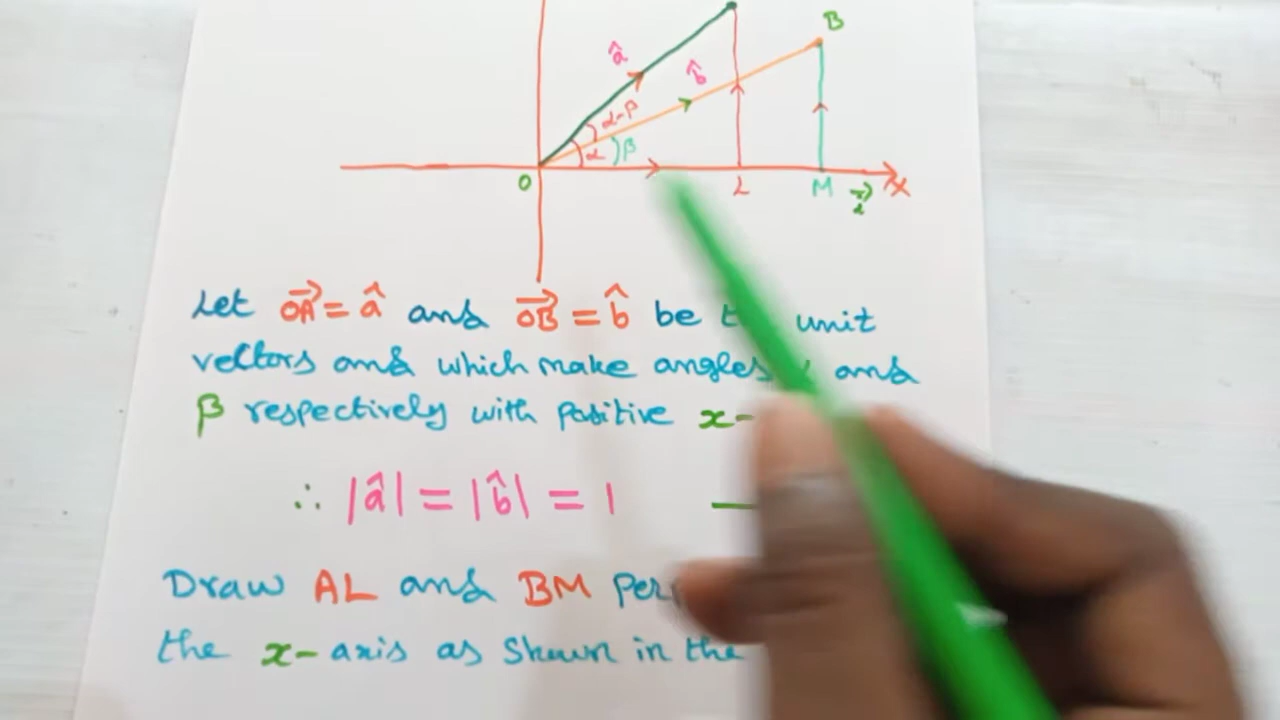 B
â
b̂
α-β
α
β
O
L
M
x
Let OA⃗ = â and OB⃗ = b̂ be unit
vectors and which make angles and
β respectively with positive x-
∴ |â| = |b̂| = 1
Draw AL and BM
the x- axis as shown in the